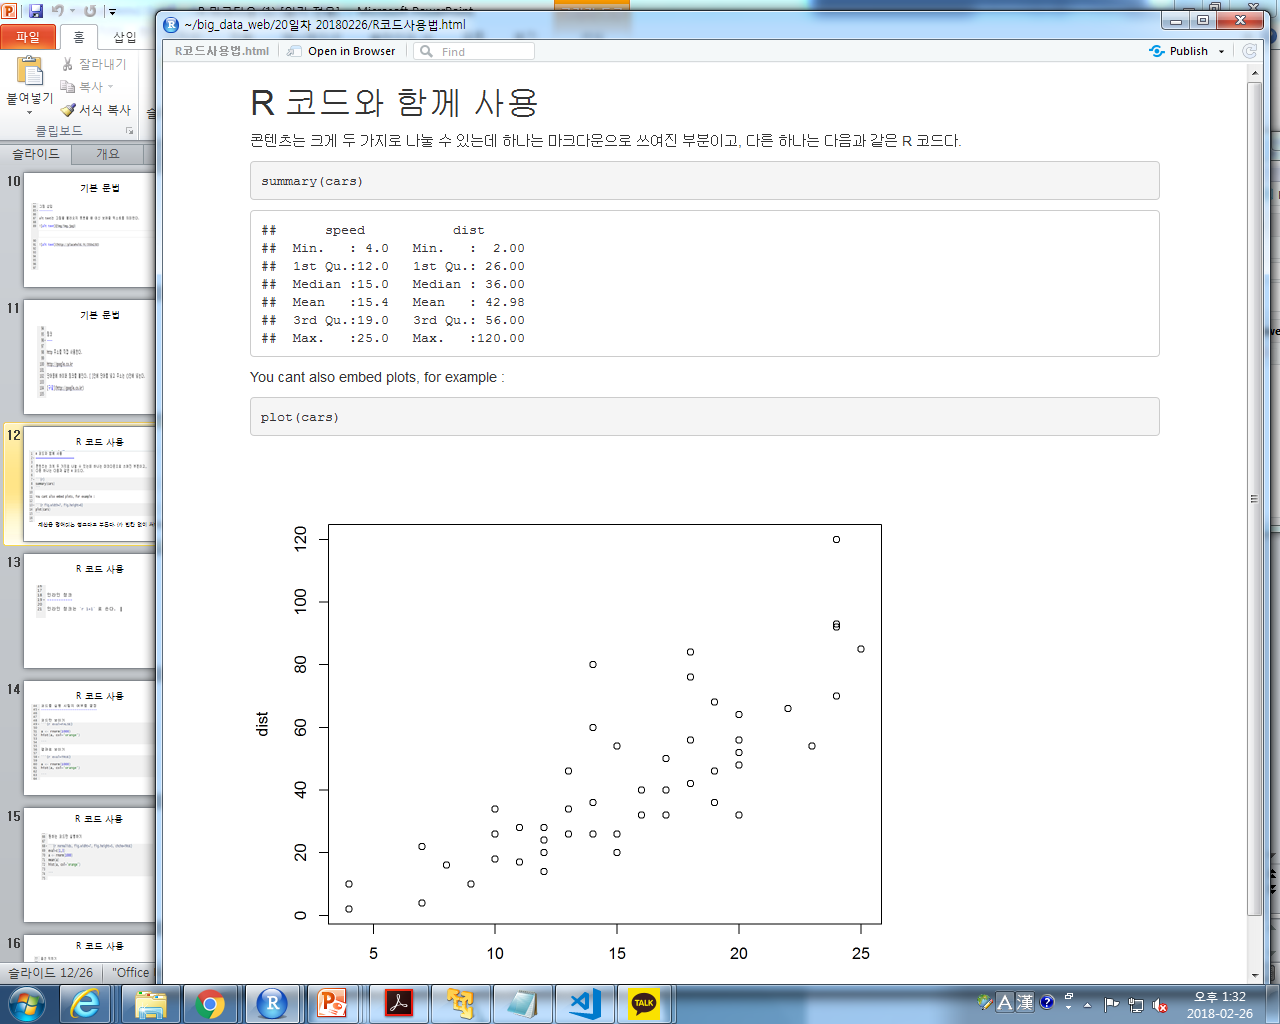 ~/big_data_web/20일차 20180226/R코드사용법.html
파일
홈
삽입
잘라내기
복사
서식 복사
붙여넣기
클립보드
슬라이드
개요
R코드사용법.html
Open in Browser
Find
Publish
R 코드와 함께 사용
콘텐츠는 크게 두 가지로 나눌 수 있는데 하나는 마크다운으로 쓰여진 부분이고, 다른 하나는 다음과 같은 R 코드다.
summary(cars)
## speed dist
## Min. : 4.0 Min. : 2.00
## 1st Qu.:12.0 1st Qu.: 26.00
## Median :15.0 Median : 36.00
## Mean :15.4 Mean : 42.98
## 3rd Qu.:19.0 3rd Qu.: 56.00
## Max. :25.0 Max. :120.00
You cant also embed plots, for example :
plot(cars)
120
100
80
60
40
20
0
dist
5 10 15 20 25
10
기본 문법
11
기본 문법
12
R 코드 사용
13
R 코드 사용
14
R 코드 사용
15
R 코드 사용
16
R 코드 사용
슬라이드 12/26
"Office
TALK
A 漢
오후 1:32
2018-02-26